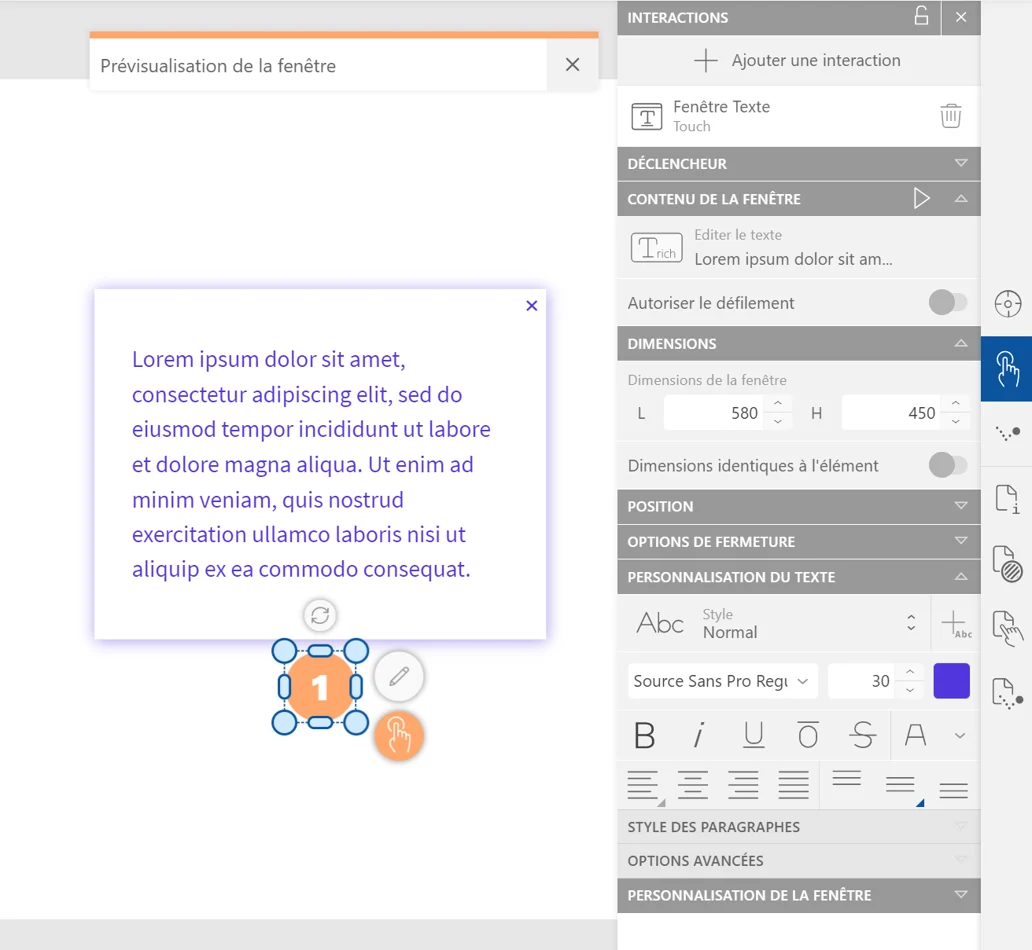 INTERACTIONS
Ajouter une interaction
Prévisualisation de la fenêtre
Fenêtre Texte
Touch
DÉCLENCHEUR
CONTENU DE LA FENÊTRE
Editer le texte
T rich
Lorem ipsum dolor sit am...
Autoriser le défilement
DIMENSIONS
Dimensions de la fenêtre
L 580 H 450
Dimensions identiques à l'élément
POSITION
OPTIONS DE FERMETURE
PERSONNALISATION DU TEXTE
Abc
Style
Normal
Abc
Source Sans Pro Regu
30
B i U O S A
STYLE DES PARAGRAPHES
OPTIONS AVANCÉES
PERSONNALISATION DE LA FENÊTRE
Lorem ipsum dolor sit amet,
consectetur adipiscing elit, sed do
eiusmod tempor incididunt ut labore
et dolore magna aliqua. Ut enim ad
minim veniam, quis nostrud
exercitation ullamco laboris nisi ut
aliquip ex ea commodo consequat.
1